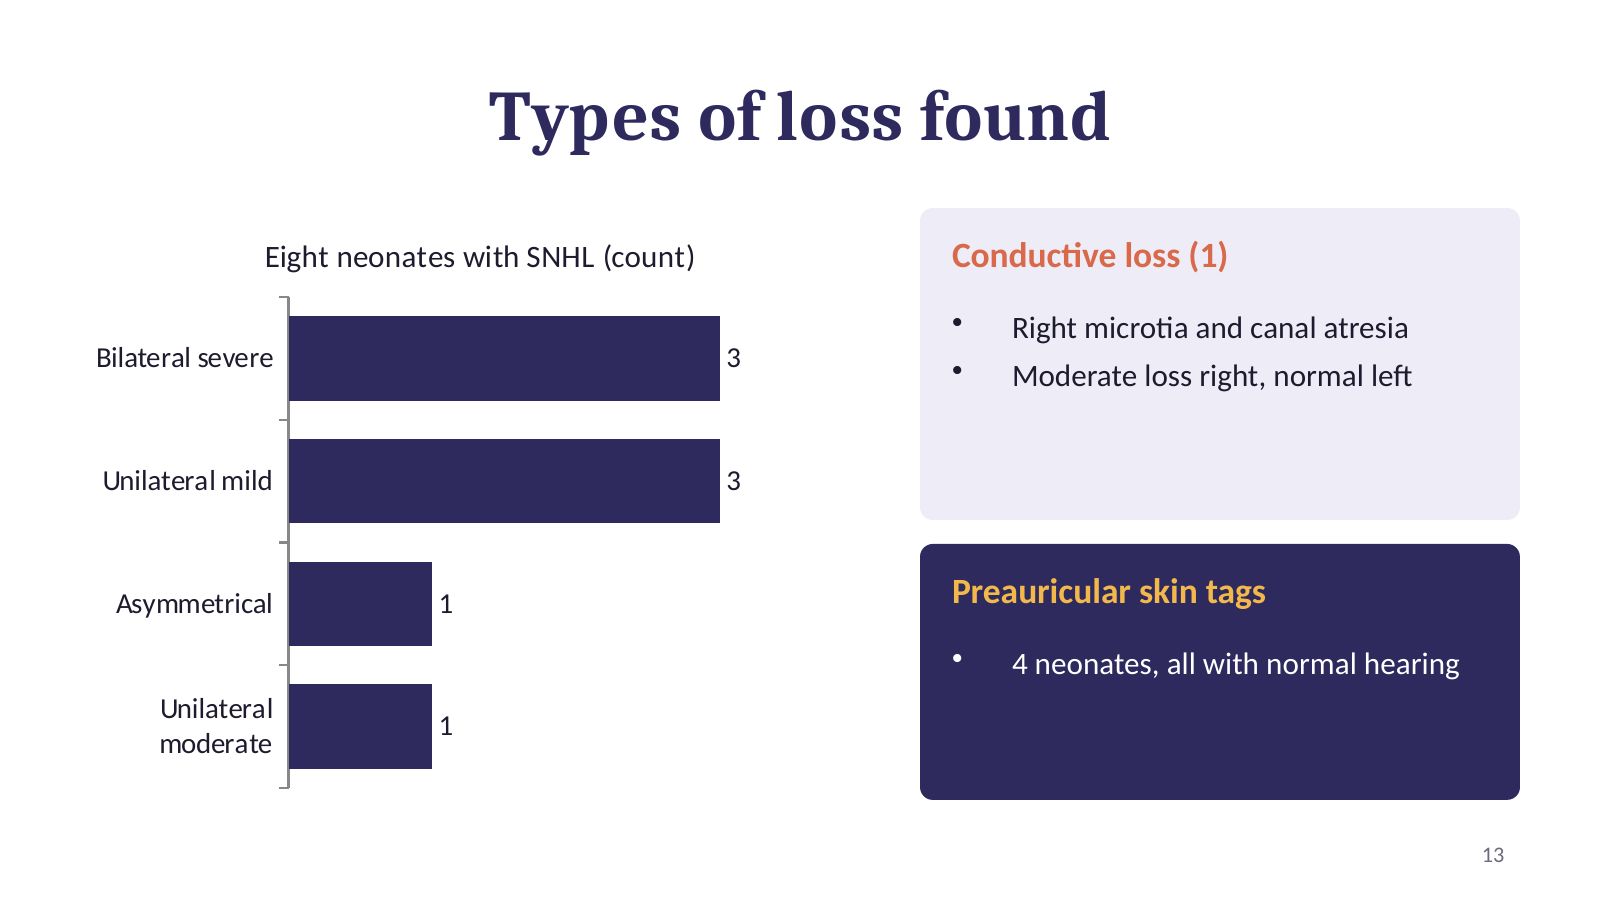 Types of loss found
Eight neonates with SNHL (count)
Bilateral severe 3
Unilateral mild 3
Asymmetrical 1
Unilateral
moderate 1
Conductive loss (1)
• Right microtia and canal atresia
• Moderate loss right, normal left
Preauricular skin tags
• 4 neonates, all with normal hearing
13